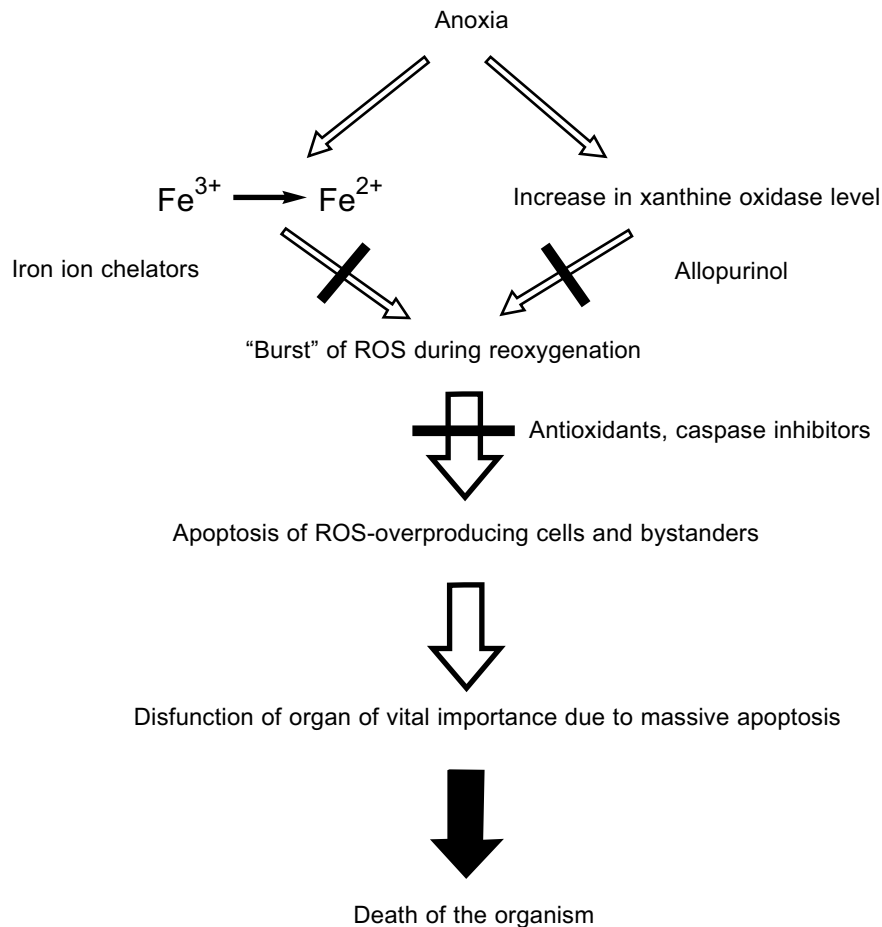 Anoxia
Fe3+ Fe2+
Increase in xanthine oxidase level
Iron ion chelators
Allopurinol
“Burst” of ROS during reoxygenation
Antioxidants, caspase inhibitors
Apoptosis of ROS-overproducing cells and bystanders
Disfunction of organ of vital importance due to massive apoptosis
Death of the organism